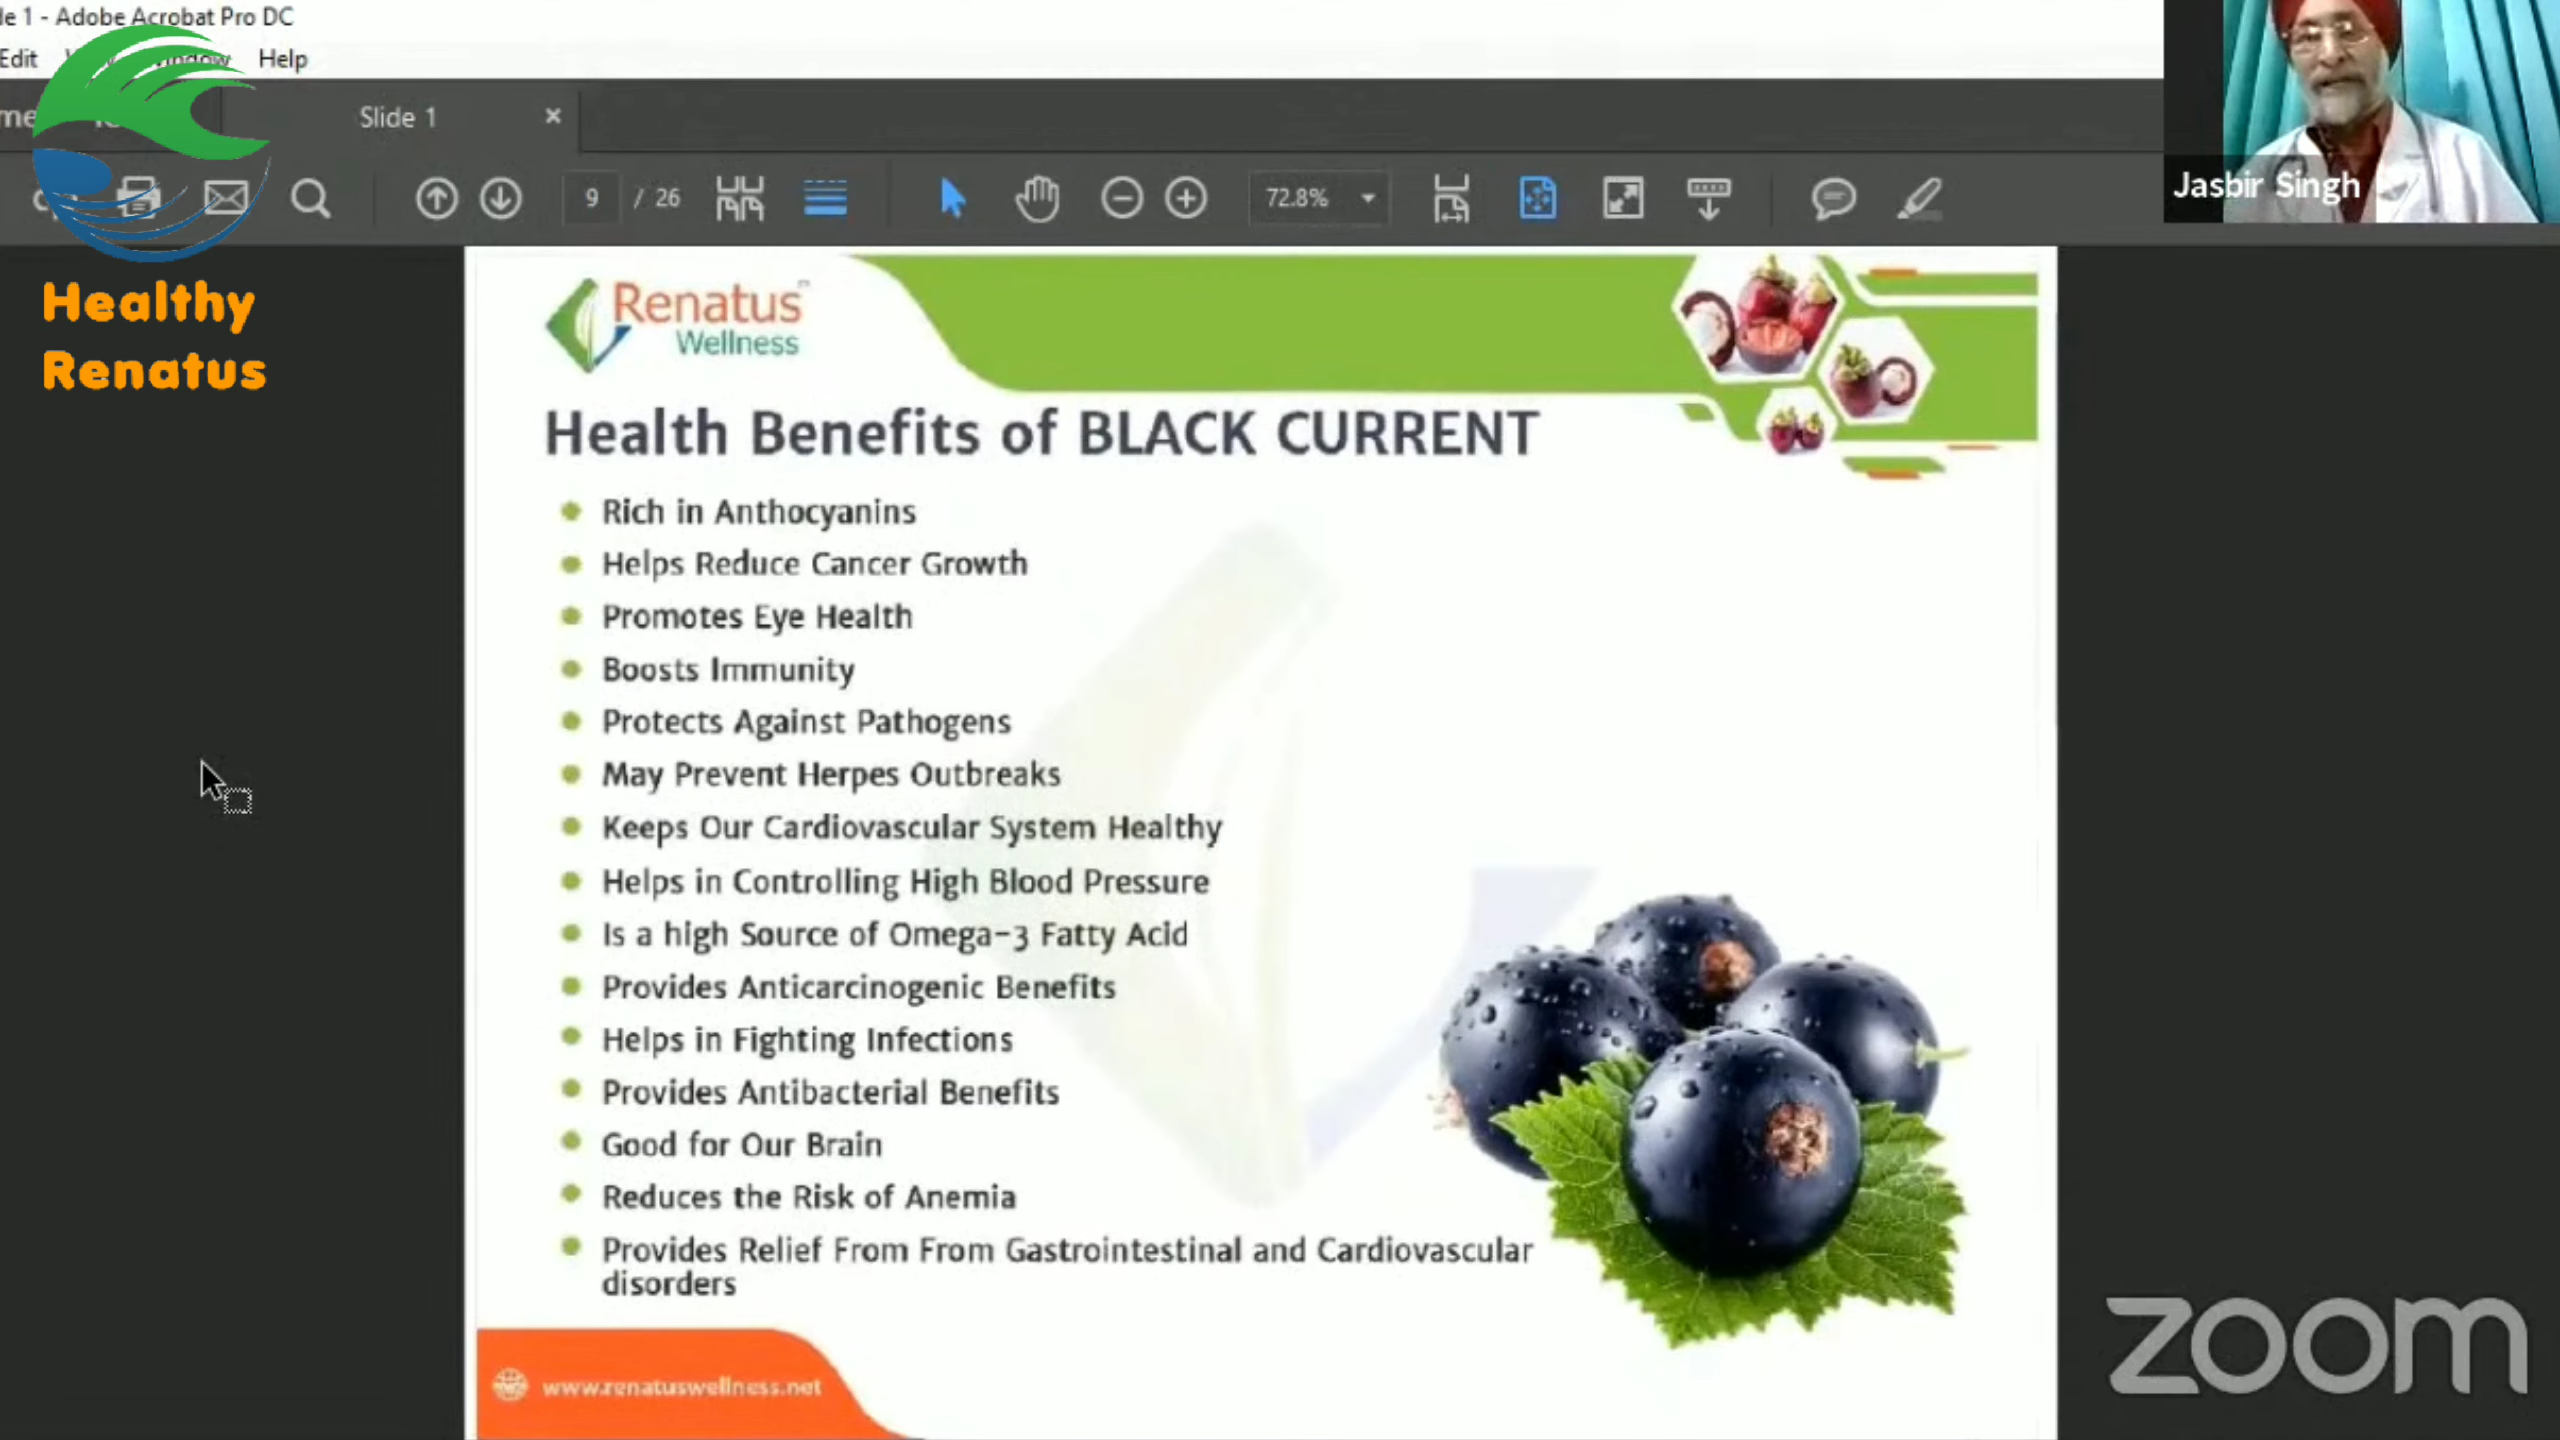 de 1 - Adobe Acrobat Pro DC
Edit Window Help
Slide 1
9 / 26
72.8%
Jasbir Singh
Healthy
Renatus
Renatus
Wellness
Health Benefits of BLACK CURRENT
Rich in Anthocyanins
Helps Reduce Cancer Growth
Promotes Eye Health
Boosts Immunity
Protects Against Pathogens
May Prevent Herpes Outbreaks
Keeps Our Cardiovascular System Healthy
Helps in Controlling High Blood Pressure
Is a high Source of Omega-3 Fatty Acid
Provides Anticarcinogenic Benefits
Helps in Fighting Infections
Provides Antibacterial Benefits
Good for Our Brain
Reduces the Risk of Anemia
Provides Relief From From Gastrointestinal and Cardiovascular
disorders
www.renatuswellness.net
zoom